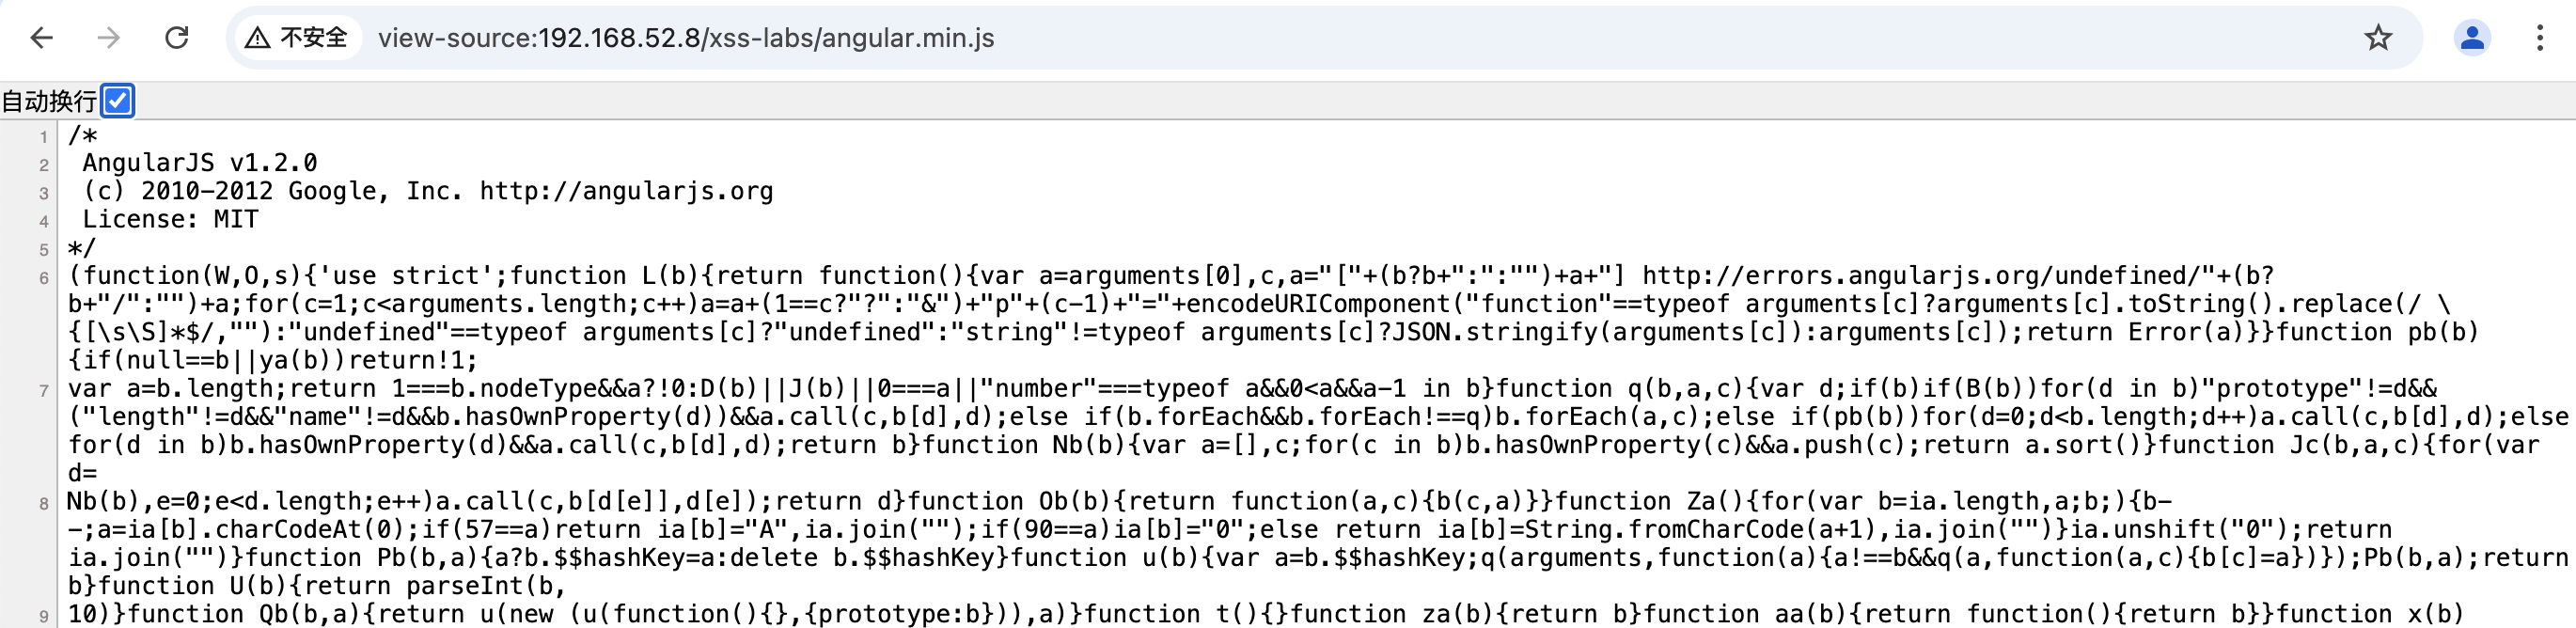 不安全 view-source:192.168.52.8/xss-labs/angular.min.js
自动换行
1 /*
2 AngularJS v1.2.0
3 (c) 2010-2012 Google, Inc. http://angularjs.org
4 License: MIT
5 */
6 (function(W,O,s){'use strict';function L(b){return function(){var a=arguments[0],c,a="["+(b?b+":":"")+a+"] http://errors.angularjs.org/undefined/"+(b?
b+"/":"")+a;for(c=1;c<arguments.length;c++)a=a+(1==c?"?":"&")+"p"+(c-1)+"="+encodeURIComponent("function"==typeof arguments[c]?arguments[c].toString().replace(/ \
{[\s\S]*$/,""):"undefined"==typeof arguments[c]?"undefined":"string"!=typeof arguments[c]?JSON.stringify(arguments[c]):arguments[c]);return Error(a)}}function pb(b)
{if(null==b||ya(b))return!1;
7 var a=b.length;return 1===b.nodeType&&a?!0:D(b)||J(b)||0===a||"number"===typeof a&&0<a&&a-1 in b}function q(b,a,c){var d;if(b)if(B(b))for(d in b)"prototype"!=d&&
("length"!=d&&"name"!=d&&b.hasOwnProperty(d))&&a.call(c,b[d],d);else if(b.forEach&&b.forEach!==q)b.forEach(a,c);else if(pb(b))for(d=0;d<b.length;d++)a.call(c,b[d],d);else
for(d in b)b.hasOwnProperty(d)&&a.call(c,b[d],d);return b}function Nb(b){var a=[],c;for(c in b)b.hasOwnProperty(c)&&a.push(c);return a.sort()}function Jc(b,a,c){for(var
d=
8 Nb(b),e=0;e<d.length;e++)a.call(c,b[d[e]],d[e]);return d}function Ob(b){return function(a,c){b(c,a)}}function Za(){for(var b=ia.length,a;b;){b-
-;a=ia[b].charCodeAt(0);if(57==a)return ia[b]="A",ia.join("");if(90==a)ia[b]="0";else return ia[b]=String.fromCharCode(a+1),ia.join("")}ia.unshift("0");return
ia.join("")}function Pb(b,a){a?b.$$hashKey=a:delete b.$$hashKey}function u(b){var a=b.$$hashKey;q(arguments,function(a){a!==b&&q(a,function(a,c){b[c]=a})});Pb(b,a);return
b}function U(b){return parseInt(b,
9 10)}function Qb(b,a){return u(new (u(function(){},{prototype:b})),a)}function t(){}function za(b){return b}function aa(b){return function(){return b}}function x(b)